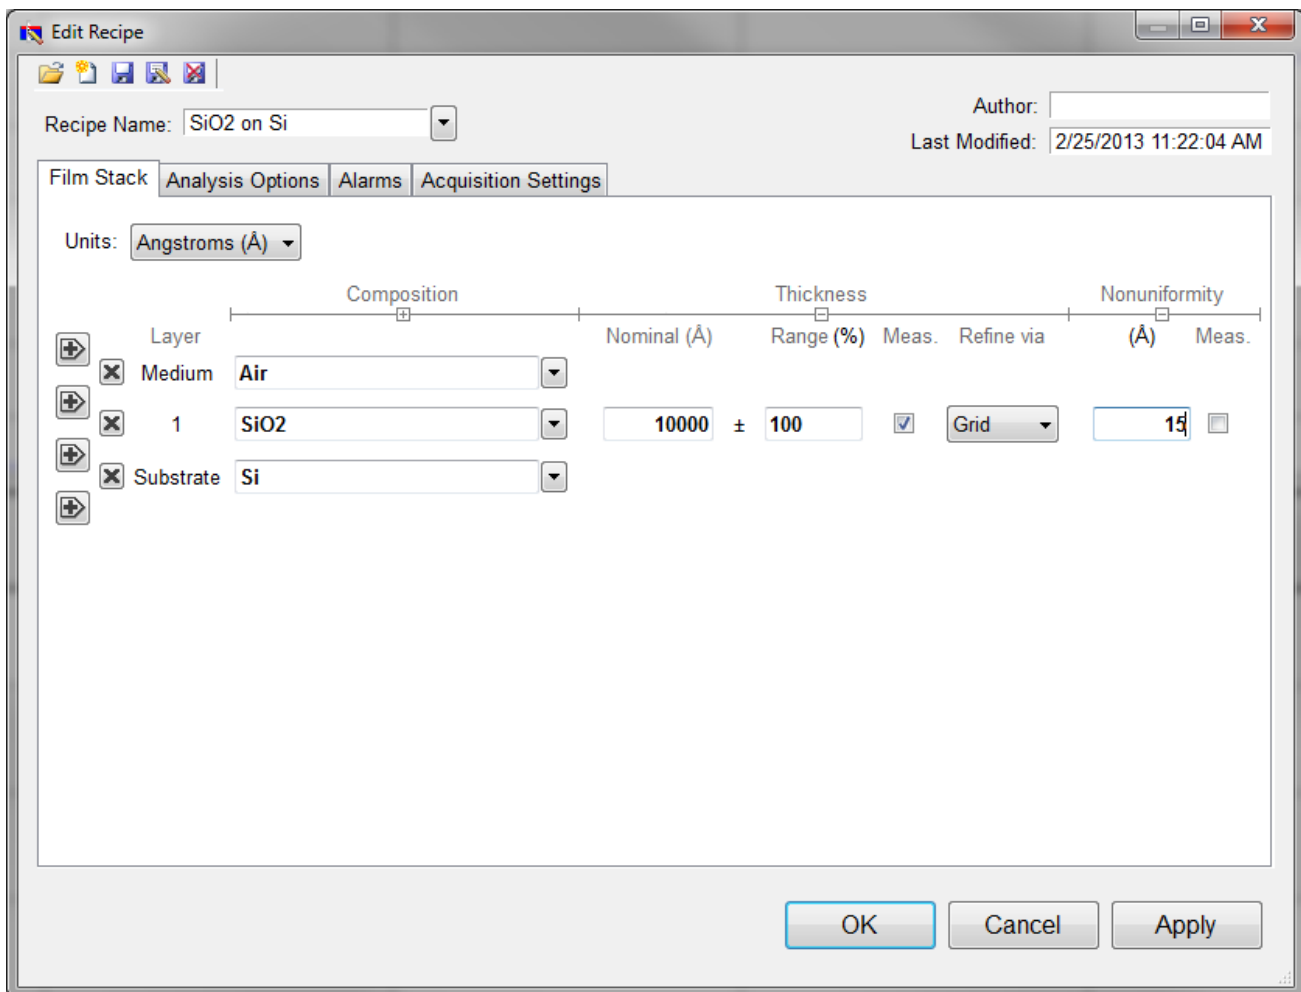 Edit Recipe
Author:
Recipe Name: SiO2 on Si
Last Modified: 2/25/2013 11:22:04 AM
Film Stack Analysis Options Alarms Acquisition Settings
Units: Angstroms (Å)
Composition Thickness Nonuniformity
Layer Nominal (Å) Range (%) Meas. Refine via (Å) Meas.
Medium Air
1 SiO2 10000 ± 100 Grid 15
Substrate Si
OK Cancel Apply